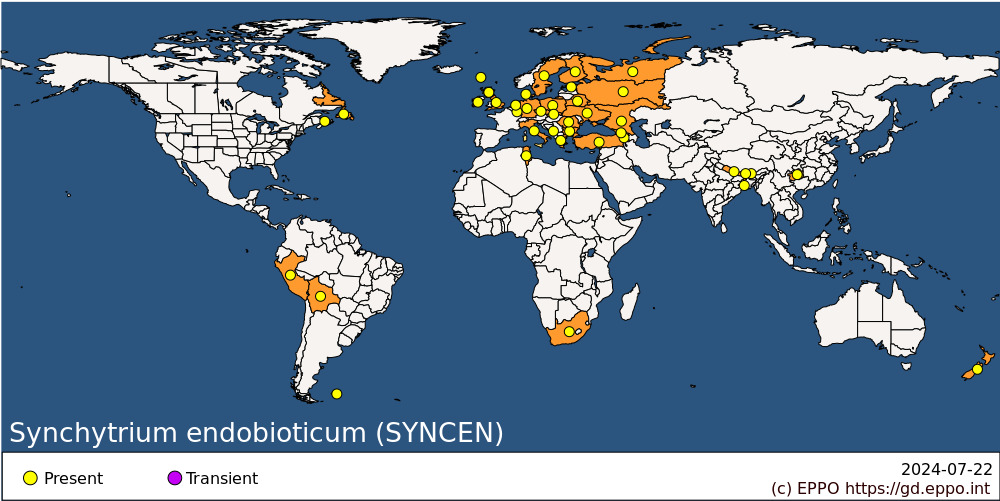 Synchytrium endobioticum (SYNCEN)
Present
Transient
2024-07-22
(c) EPPO https://gd.eppo.int